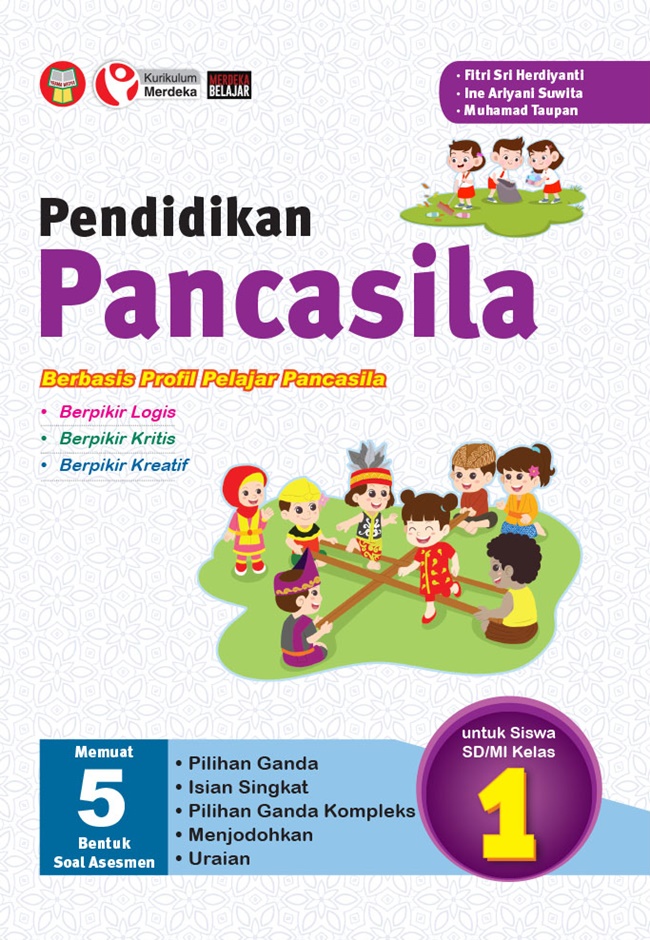 Kurikulum
Merdeka
MERDEKA
BELAJAR
• Fitri Sri Herdiyanti
• Ine Ariyani Suwita
• Muhamad Taupan
Pendidikan
Pancasila
Berbasis Profil Pelajar Pancasila
• Berpikir Logis
• Berpikir Kritis
• Berpikir Kreatif
Memuat
5
Bentuk
Soal Asesmen
• Pilihan Ganda
• Isian Singkat
• Pilihan Ganda Kompleks
• Menjodohkan
• Uraian
untuk Siswa
SD/MI Kelas
1